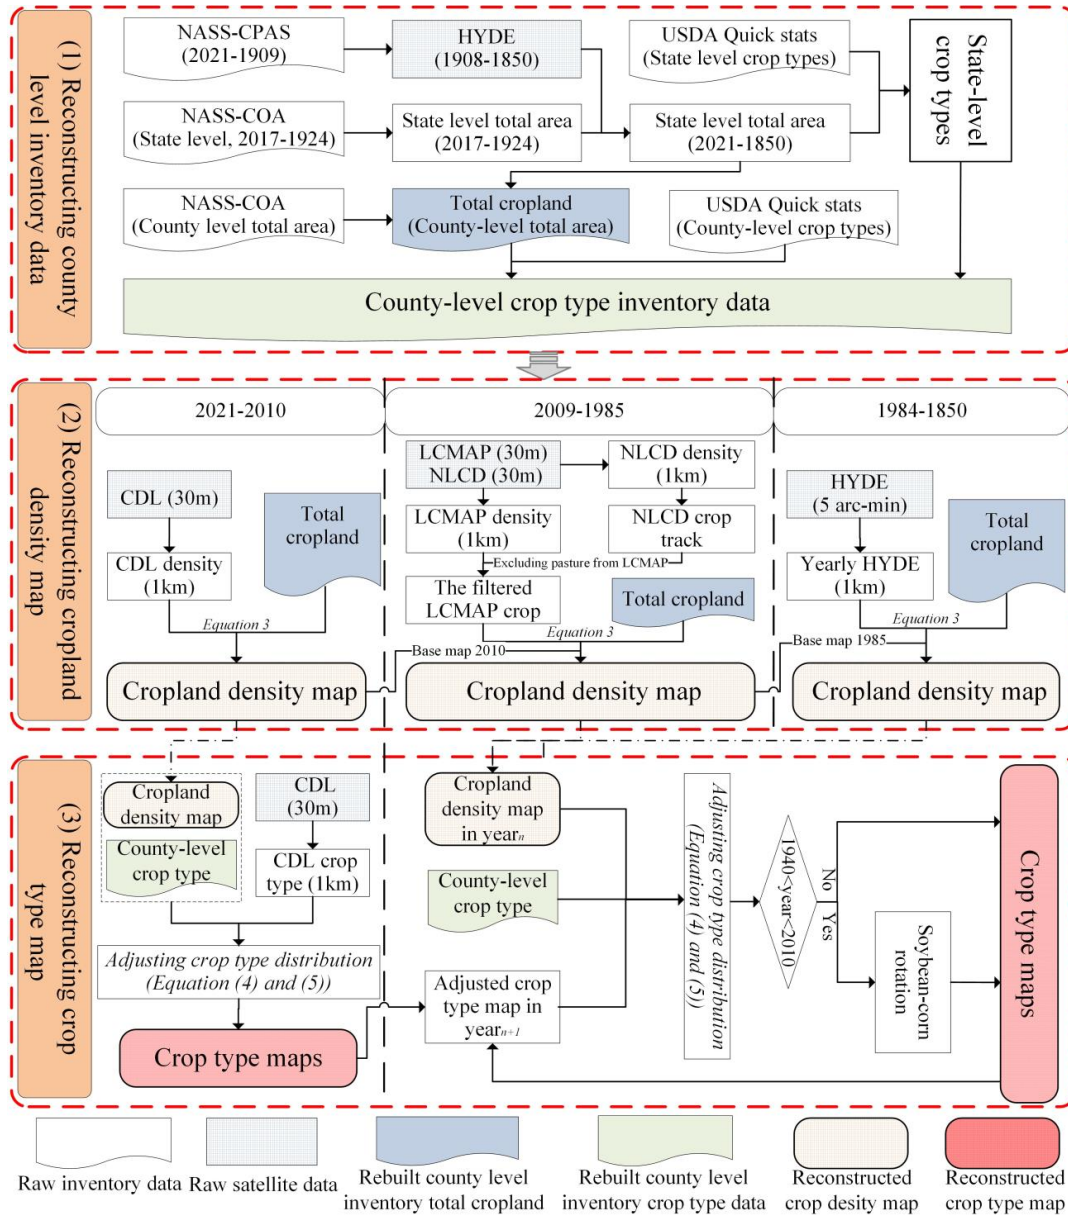 (1) Reconstructing county
level inventory data
NASS-CPAS
(2021-1909)
HYDE
(1908-1850)
USDA Quick stats
(State level crop types)
State-level
crop types
NASS-COA
(State level, 2017-1924)
State level total area
(2017-1924)
State level total area
(2021-1850)
NASS-COA
(County level total area)
Total cropland
(County-level total area)
USDA Quick stats
(County-level crop types)
County-level crop type inventory data
(2) Reconstructing cropland
density map
2021-2010
2009-1985
1984-1850
CDL (30m)
Total
cropland
CDL density
(1km)
Equation 3
Cropland density map
LCMAP (30m)
NLCD (30m)
NLCD density
(1km)
LCMAP density
(1km)
NLCD crop
track
Excluding pasture from LCMAP
The filtered
LCMAP crop
Total cropland
Equation 3
Base map 2010
Cropland density map
HYDE
(5 arc-min)
Total
cropland
Yearly HYDE
(1km)
Equation 3
Base map 1985
Cropland density map
(3) Reconstructing crop
type map
Cropland
density map
County-level
crop type
CDL
(30m)
CDL crop
type (1km)
Adjusting crop type distribution
(Equation (4) and (5))
Crop type maps
Cropland
density map
in yearn
County-level
crop type
Adjusted crop
type map in
yearn+1
Adjusting crop type distribution
(Equation (4) and (5))
1940<year<2010
No
Yes
Soybean-corn
rotation
Crop type maps
Raw inventory data
Raw satellite data
Rebuilt county level
inventory total cropland
Rebuilt county level
inventory crop type data
Reconstructed
crop desity map
Reconstructed
crop type map